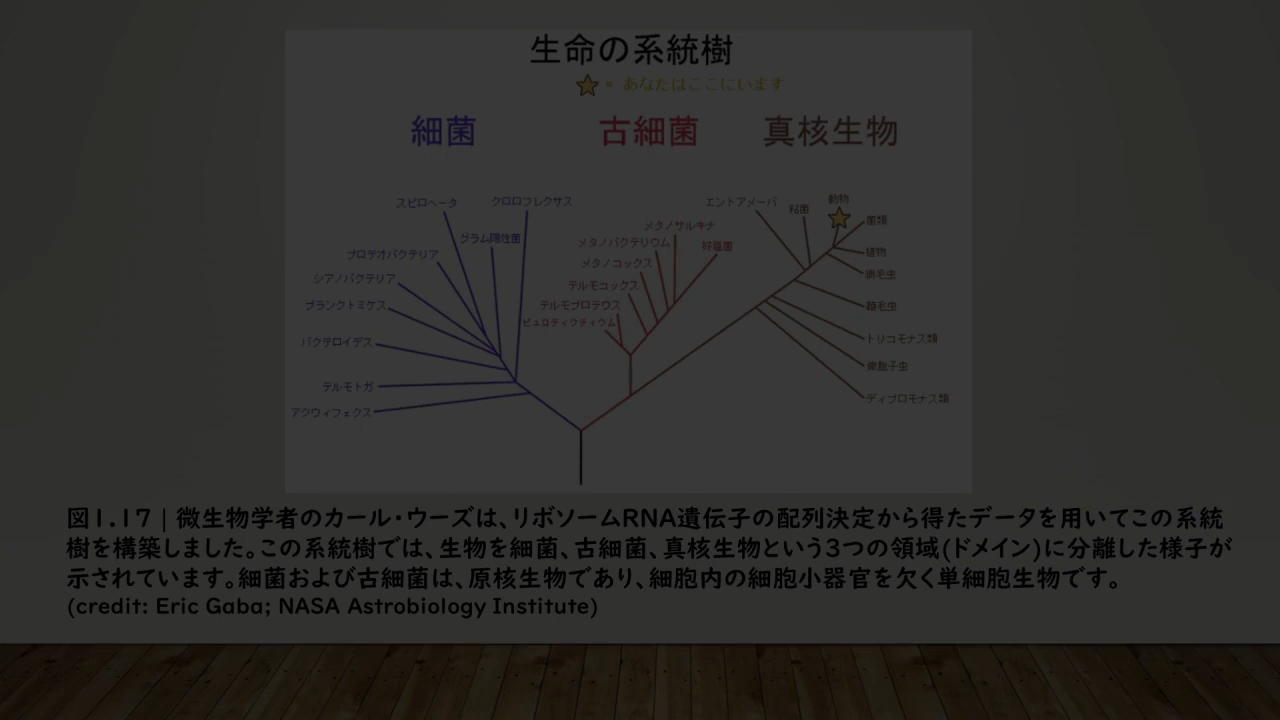 生命の系統樹
= あなたはここにいます
細菌
古細菌
真核生物
スピロヘータ
クロロフレクサス
グラム陽性菌
プロテオバクテリア
シアノバクテリア
プランクトミケス
バクテロイデス
テルモトガ
アクウィフェクス
メタノサルキナ
メタノバクテリウム
好塩菌
メタノコックス
テルモコックス
テルモプロテウス
ピュロディクティウム
エントアメーバ
粘菌
動物
菌類
植物
繊毛虫
鞭毛虫
トリコモナス類
微胞子虫
ディプロモナス類
図1.17 | 微生物学者のカール・ウーズは、リボソームRNA遺伝子の配列決定から得たデータを用いてこの系統
樹を構築しました。この系統樹では、生物を細菌、古細菌、真核生物という3つの領域(ドメイン)に分離した様子が
示されています。細菌および古細菌は、原核生物であり、細胞内の細胞小器官を欠く単細胞生物です。
(credit: Eric Gaba; NASA Astrobiology Institute)